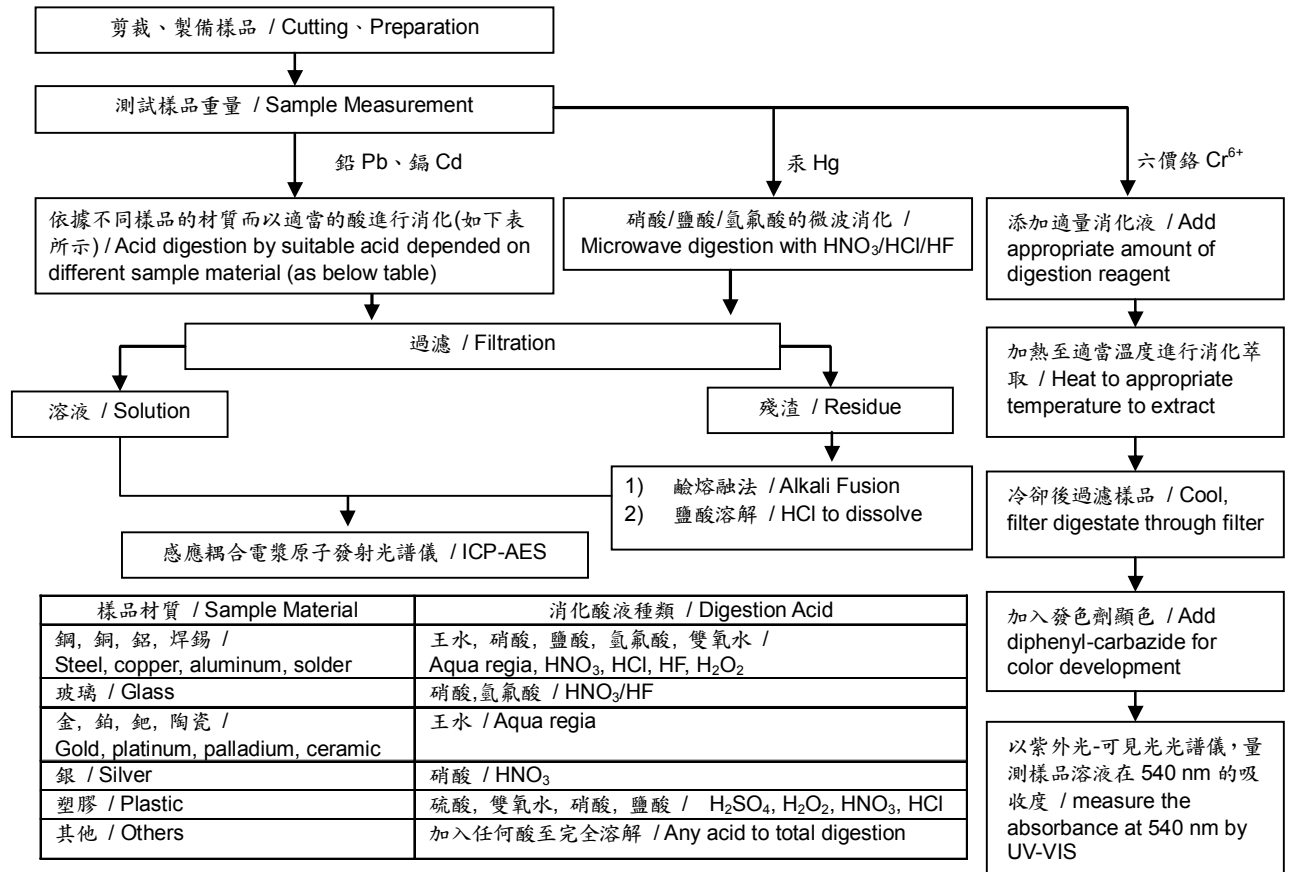 剪裁、製備樣品 / Cutting、Preparation
測試樣品重量 / Sample Measurement
鉛 Pb、鎘 Cd
汞 Hg
六價鉻 Cr⁶⁺
依據不同樣品的材質而以適當的酸進行消化(如下表
所示) / Acid digestion by suitable acid depended on
different sample material (as below table)
硝酸/鹽酸/氫氟酸的微波消化 /
Microwave digestion with HNO₃/HCl/HF
添加適量消化液 / Add
appropriate amount of
digestion reagent
過濾 / Filtration
加熱至適當溫度進行消化萃
取 / Heat to appropriate
temperature to extract
溶液 / Solution
殘渣 / Residue
1) 鹼熔融法 / Alkali Fusion
2) 鹽酸溶解 / HCl to dissolve
冷卻後過濾樣品 / Cool,
filter digestate through filter
感應耦合電漿原子發射光譜儀 / ICP-AES
加入發色劑顯色 / Add
diphenyl-carbazide for
color development
以紫外光-可見光光譜儀，量
測樣品溶液在 540 nm 的吸
收度 / measure the
absorbance at 540 nm by
UV-VIS
樣品材質 / Sample Material 消化酸液種類 / Digestion Acid
鋼, 銅, 鋁, 焊錫 / 王水, 硝酸, 鹽酸, 氫氟酸, 雙氧水 /
Steel, copper, aluminum, solder Aqua regia, HNO₃, HCl, HF, H₂O₂
玻璃 / Glass 硝酸,氫氟酸 / HNO₃/HF
金, 鉑, 鈀, 陶瓷 / 王水 / Aqua regia
Gold, platinum, palladium, ceramic
銀 / Silver 硝酸 / HNO₃
塑膠 / Plastic 硫酸, 雙氧水, 硝酸, 鹽酸 / H₂SO₄, H₂O₂, HNO₃, HCl
其他 / Others 加入任何酸至完全溶解 / Any acid to total digestion